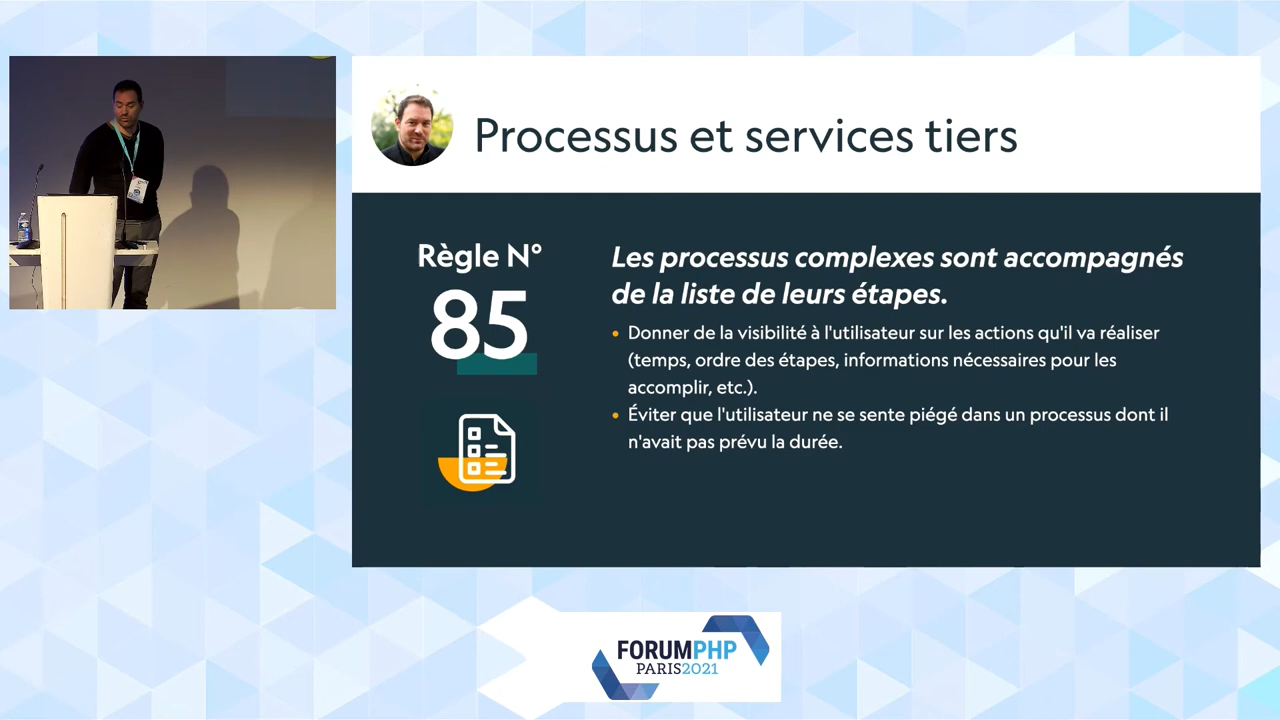 Processus et services tiers
Règle N°
85
Les processus complexes sont accompagnés
de la liste de leurs étapes.
• Donner de la visibilité à l'utilisateur sur les actions qu'il va réaliser
(temps, ordre des étapes, informations nécessaires pour les
accomplir, etc.).
• Éviter que l'utilisateur ne se sente piégé dans un processus dont il
n'avait pas prévu la durée.
FORUMPHP
PARIS2021